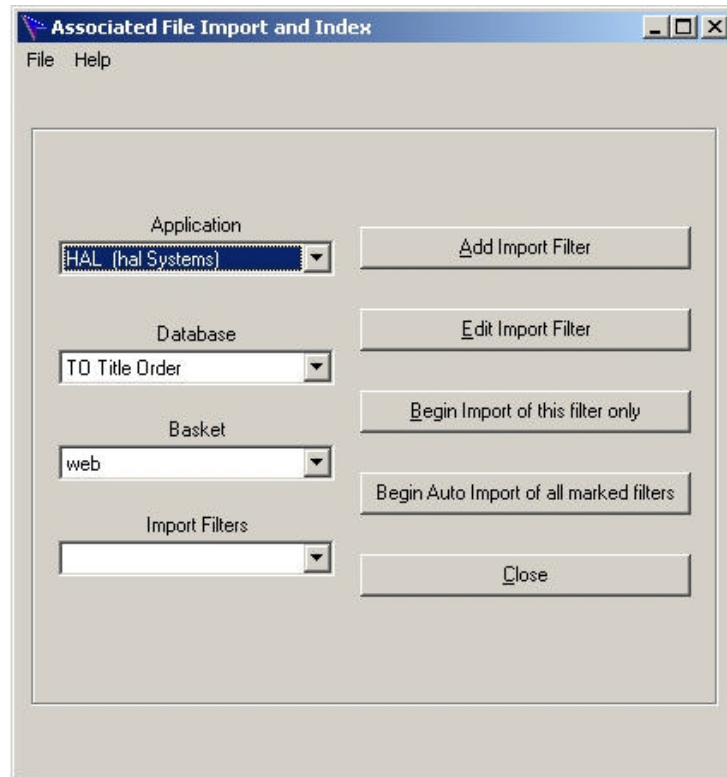 Associated File Import and Index
File Help
Application
HAL (hal Systems)
Add Import Filter
Database
TO Title Order
Edit Import Filter
Basket
web
Begin Import of this filter only
Import Filters
Begin Auto Import of all marked filters
Close